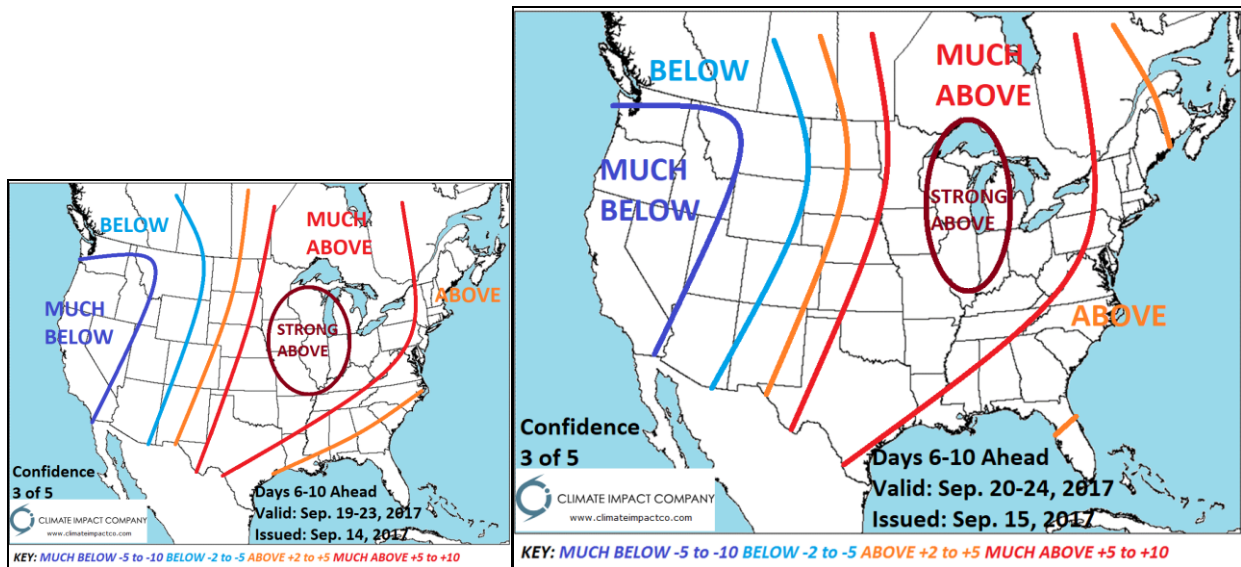 BELOW
MUCH
ABOVE
MUCH
BELOW
STRONG
ABOVE
ABOVE
Confidence
3 of 5
CLIMATE IMPACT COMPANY
www.climateimpactco.com
Days 6-10 Ahead
Valid: Sep. 19-23, 2017
Issued: Sep. 14, 2017
KEY: MUCH BELOW -5 to -10 BELOW -2 to -5 ABOVE +2 to +5 MUCH ABOVE +5 to +10
BELOW
MUCH
ABOVE
MUCH
BELOW
STRONG
ABOVE
ABOVE
Confidence
3 of 5
CLIMATE IMPACT COMPANY
www.climateimpactco.com
Days 6-10 Ahead
Valid: Sep. 20-24, 2017
Issued: Sep. 15, 2017
KEY: MUCH BELOW -5 to -10 BELOW -2 to -5 ABOVE +2 to +5 MUCH ABOVE +5 to +10